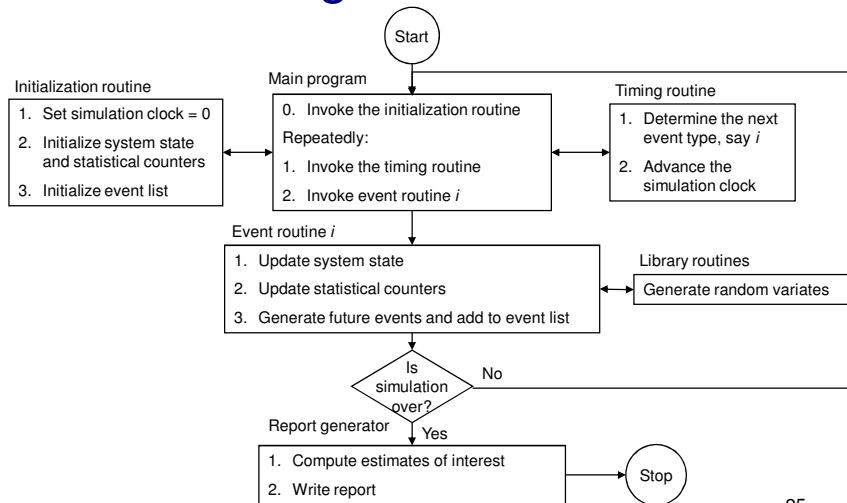 Start
Initialization routine
1. Set simulation clock = 0
2. Initialize system state
and statistical counters
3. Initialize event list
Main program
0. Invoke the initialization routine
Repeatedly:
1. Invoke the timing routine
2. Invoke event routine i
Timing routine
1. Determine the next
event type, say i
2. Advance the
simulation clock
Event routine i
1. Update system state
2. Update statistical counters
3. Generate future events and add to event list
Library routines
Generate random variates
Is
simulation
over?
No
Yes
Report generator
1. Compute estimates of interest
2. Write report
Stop